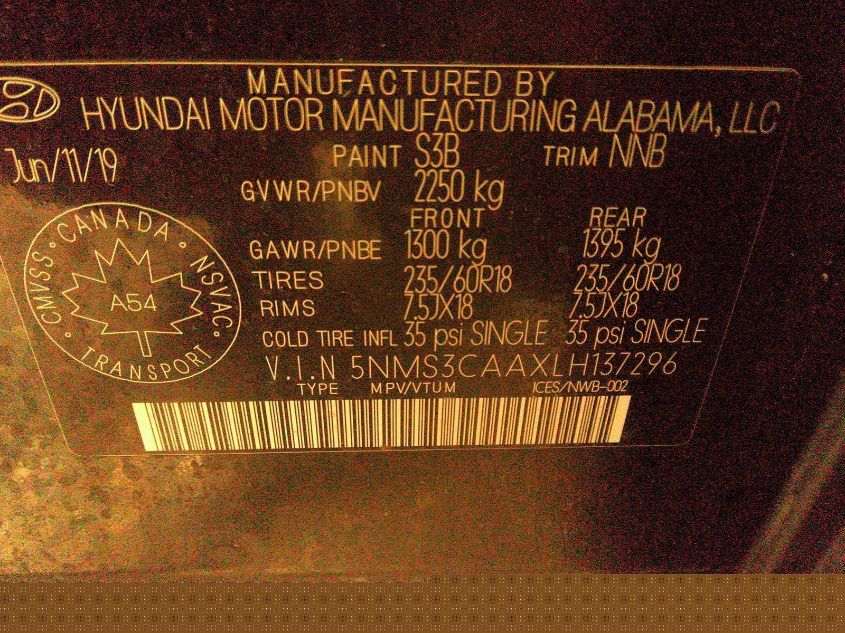 MANUFACTURED BY
HYUNDAI MOTOR MANUFACTURING ALABAMA, LLC
Jun/11/19
PAINT S3B TRIM NNB
GVWR/PNBV 2250 kg
FRONT REAR
GAWR/PNBE 1300 kg 1395 kg
TIRES 235/60R18 235/60R18
RIMS 7.5JX18 7.5JX18
COLD TIRE INFL 35 psi SINGLE 35 psi SINGLE
V.I.N 5NMS3CAAXLH137296
TYPE MPV/VTUM ICES/NWB-002
CMVSS • CANADA • NSVAC • TRANSPORT •
A54